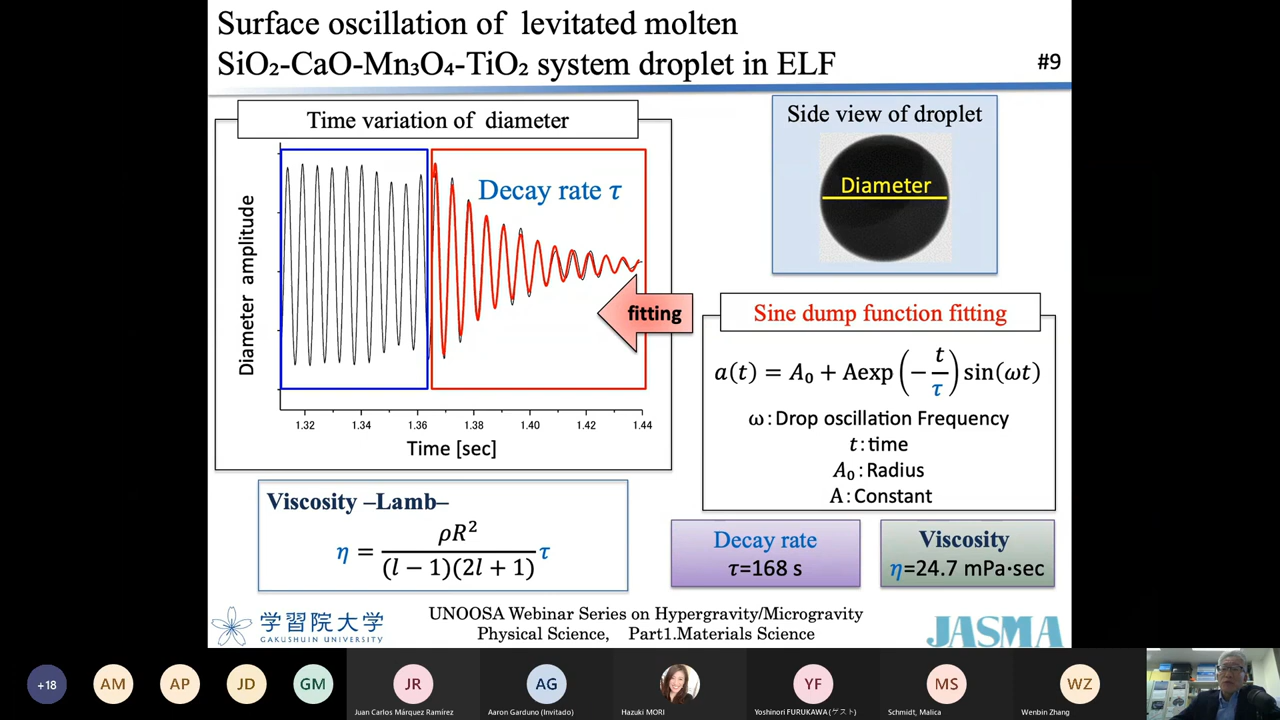 Surface oscillation of levitated molten
SiO₂-CaO-Mn₃O₄-TiO₂ system droplet in ELF
#9
Time variation of diameter
Diameter amplitude
Decay rate τ
1.32 1.34 1.36 1.38 1.40 1.42 1.44
Time [sec]
fitting
Side view of droplet
Diameter
Sine dump function fitting
a(t) = A₀ + Aexp(−t/τ)sin(ωt)
ω:Drop oscillation Frequency
t:time
A₀:Radius
A:Constant
Viscosity –Lamb–
η = ρR²/(l − 1)(2l + 1) τ
Decay rate
τ=168 s
Viscosity
η=24.7 mPa·sec
学習院大学
GAKUSHUIN UNIVERSITY
UNOOSA Webinar Series on Hypergravity/Microgravity
Physical Science, Part1.Materials Science
JASMA
+18
AM
AP
JD
GM
JR
Juan Carlos Márquez Ramírez
AG
Aaron Garduno (Invitado)
Hazuki MORI
YF
Yoshinori FURUKAWA (ゲスト)
MS
Schmidt, Malica
WZ
Wenbin Zhang